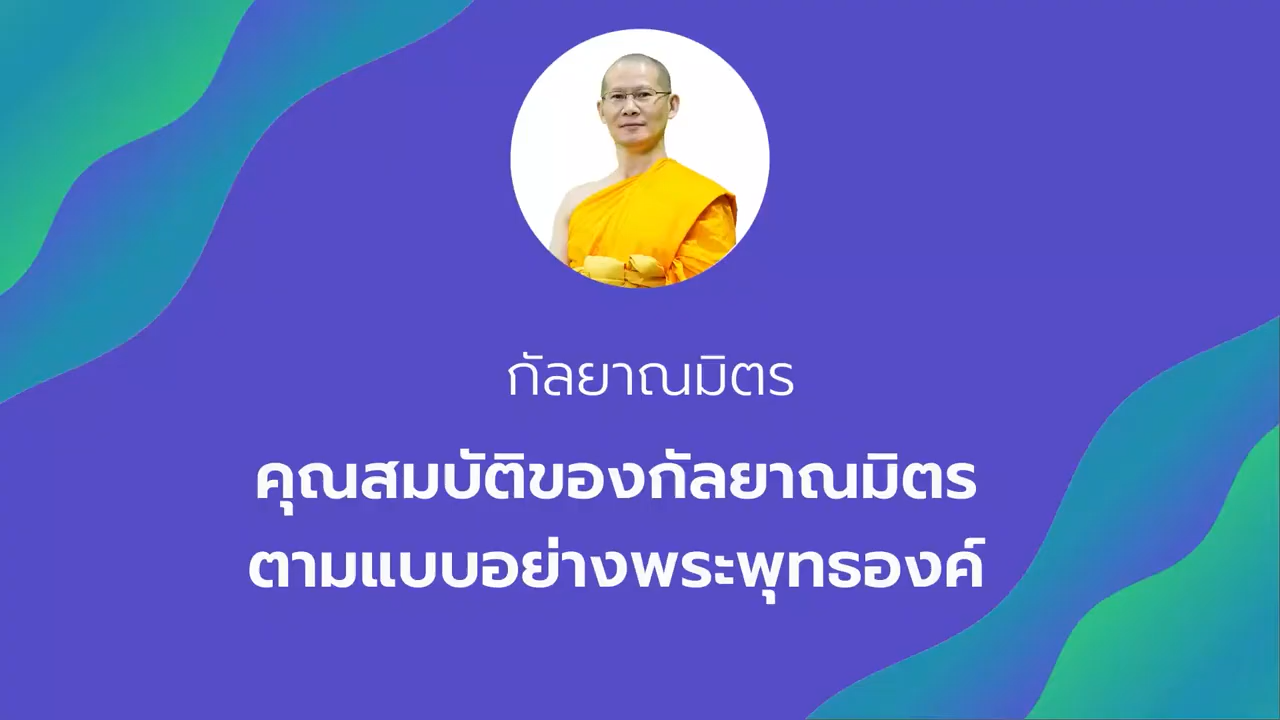 กัลยาณมิตร
คุณสมบัติของกัลยาณมิตร
ตามแบบอย่างพระพุทธองค์